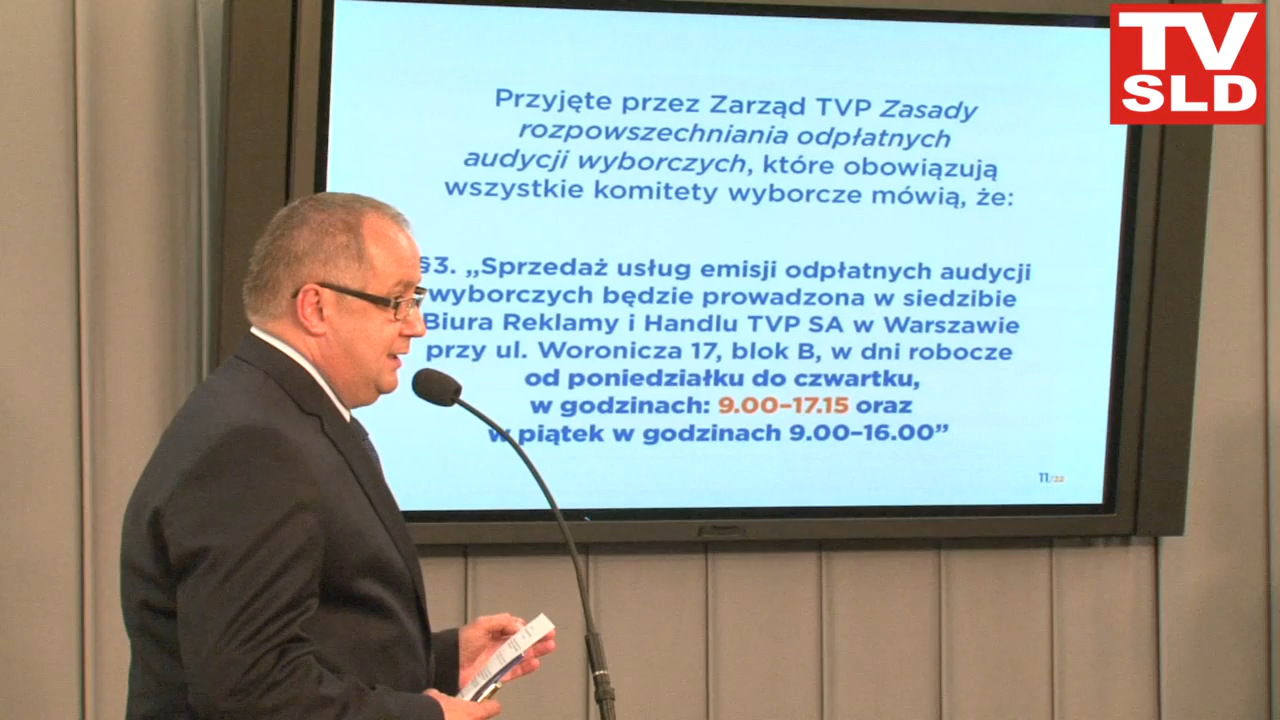 TV
SLD
Przyjęte przez Zarząd TVP Zasady
rozpowszechniania odpłatnych
audycji wyborczych, które obowiązują
wszystkie komitety wyborcze mówią, że:
§3. „Sprzedaż usług emisji odpłatnych audycji
wyborczych będzie prowadzona w siedzibie
Biura Reklamy i Handlu TVP SA w Warszawie
przy ul. Woronicza 17, blok B, w dni robocze
od poniedziałku do czwartku,
w godzinach: 9.00–17.15 oraz
w piątek w godzinach 9.00–16.00”
11/22